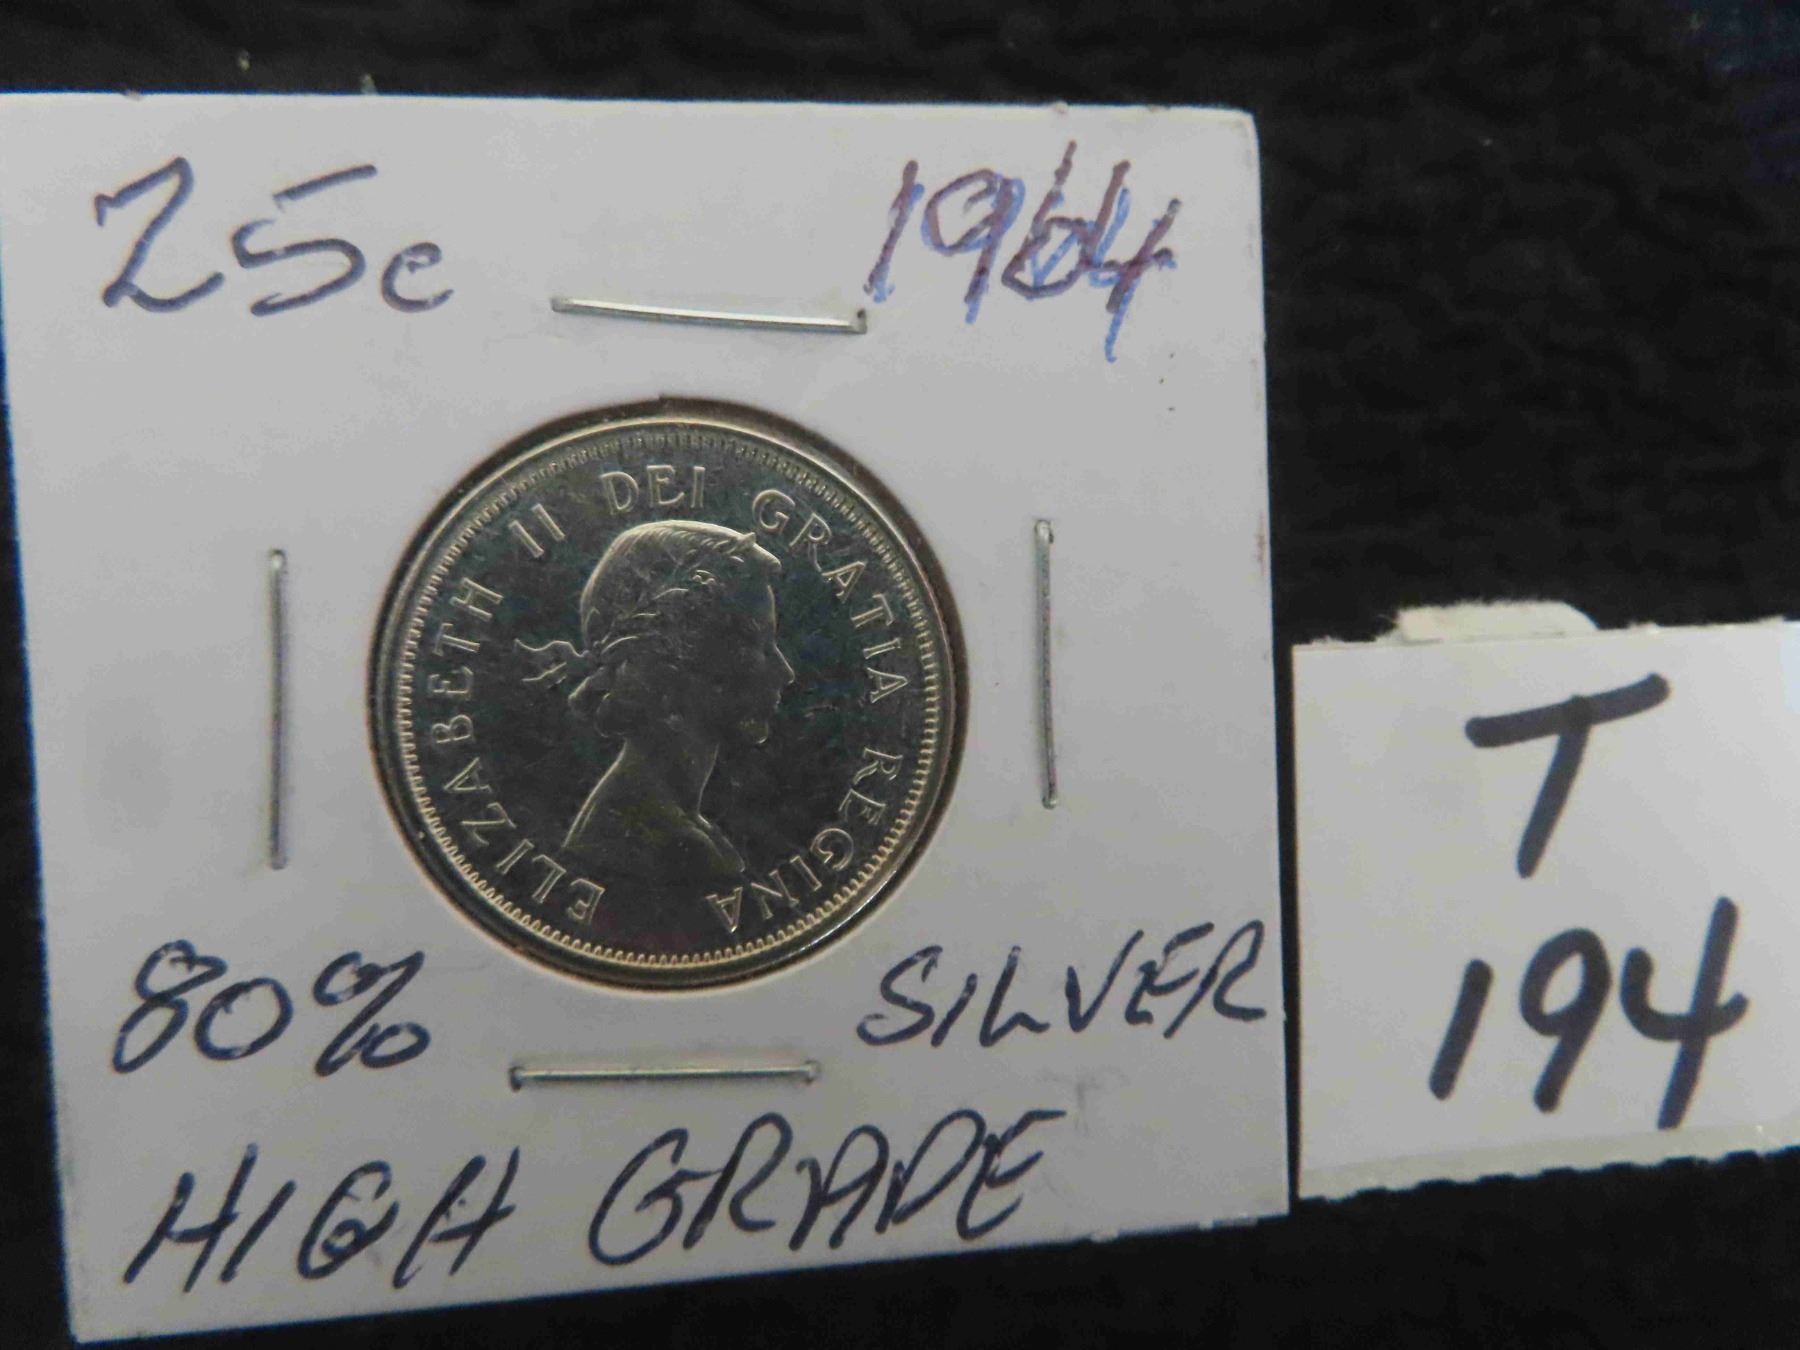 25c 1964
ELIZABETH II DEI GRATIA REGINA
80% SILVER
HIGH GRADE
T
194